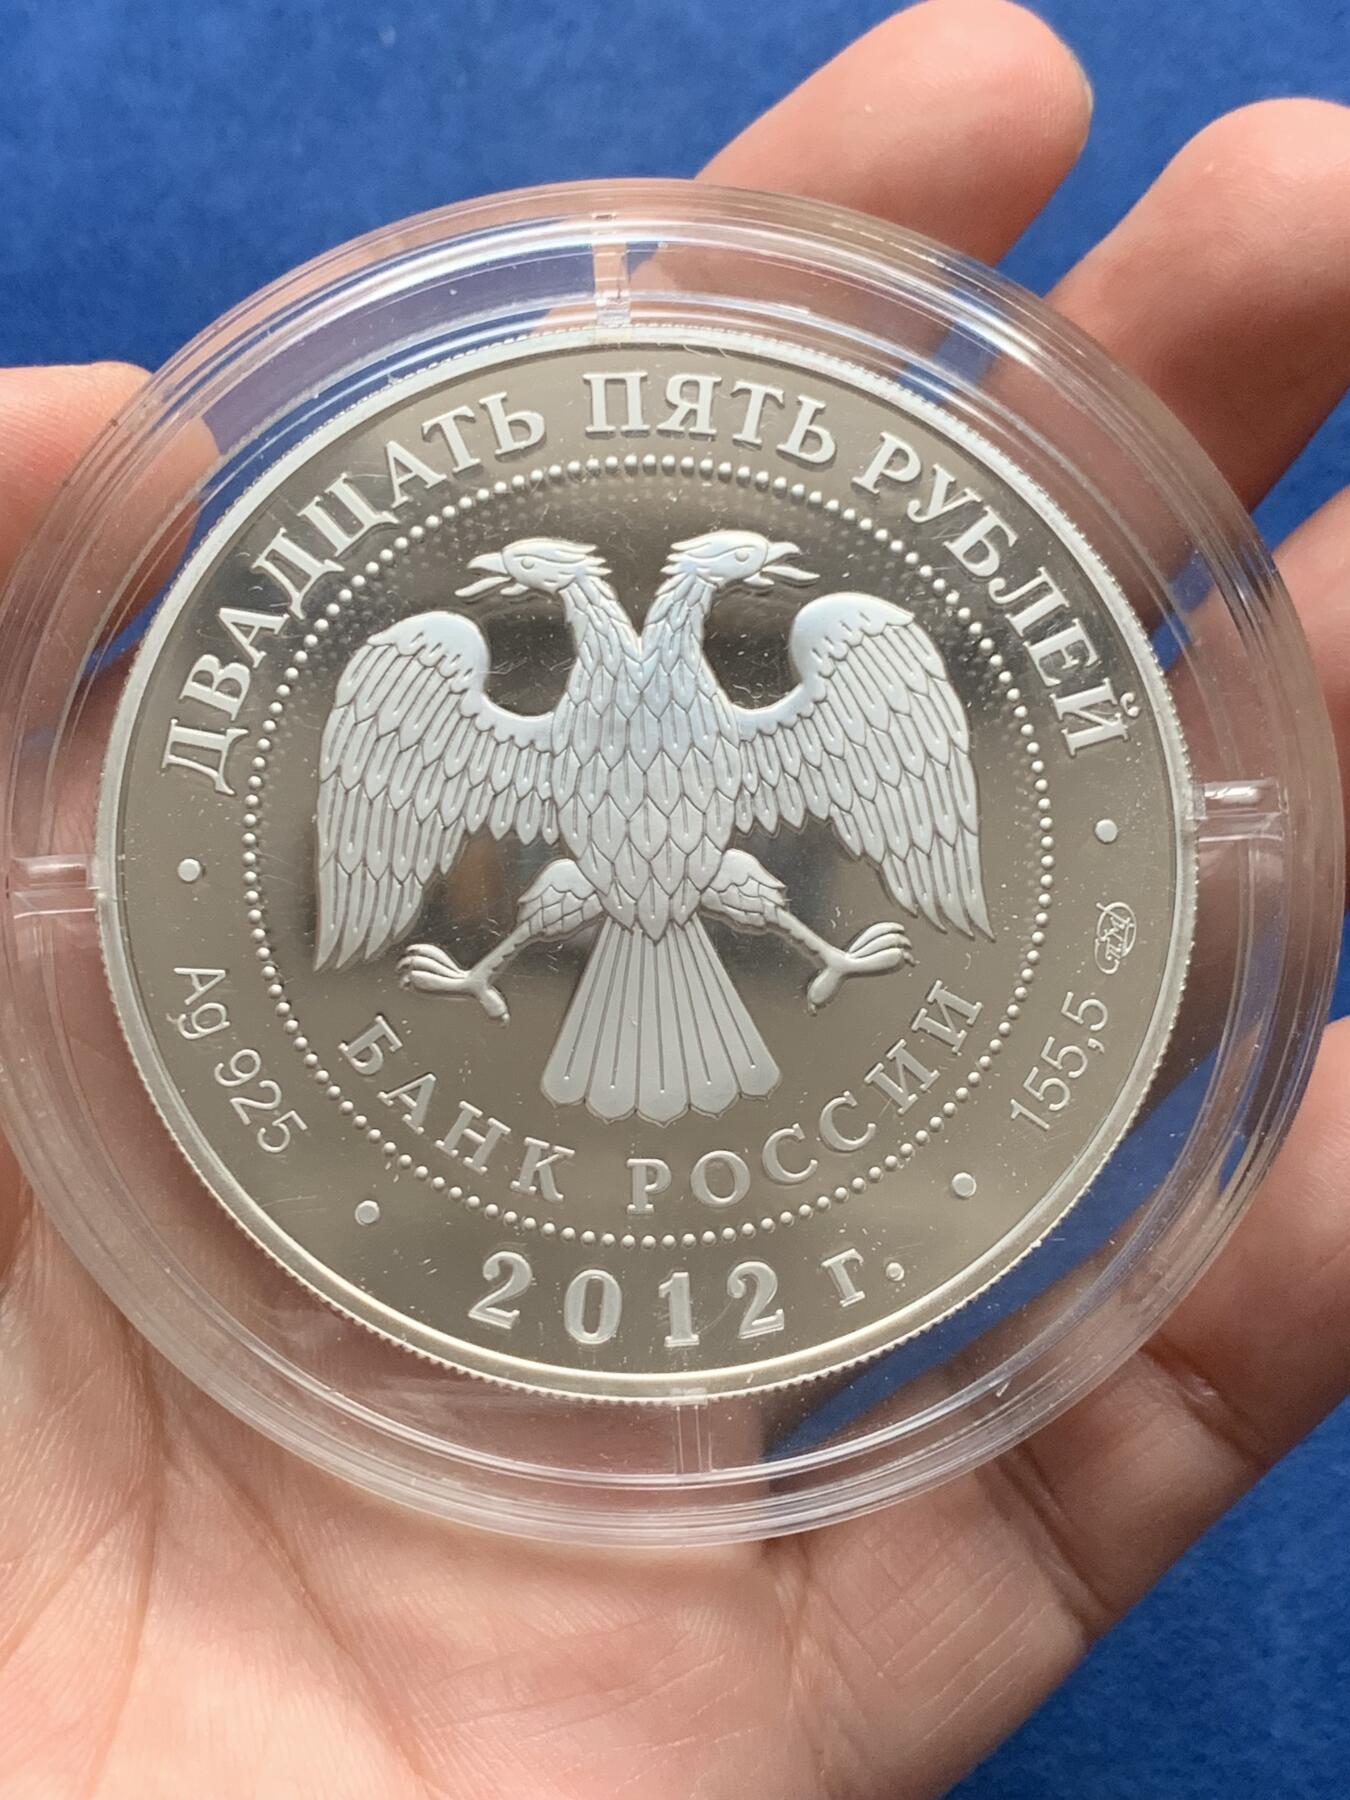 ДВАДЦАТЬ ПЯТЬ РУБЛЕЙ
БАНК РОССИИ
Ag 925
2012 г.
155,5